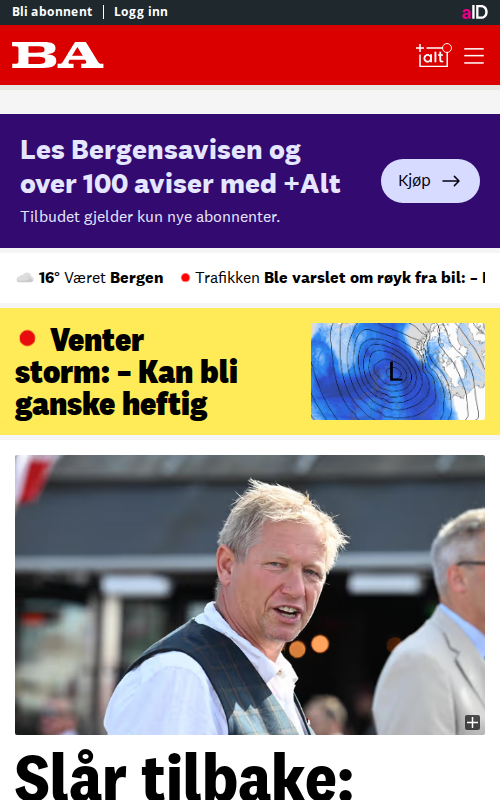 Bli abonnent | Logg inn
aID
BA
+alt
Les Bergensavisen og
over 100 aviser med +Alt
Tilbudet gjelder kun nye abonnenter.
Kjøp →
16° Været Bergen
Trafikken Ble varslet om røyk fra bil: –
Venter
storm: – Kan bli
ganske heftig
L
Slår tilbake: